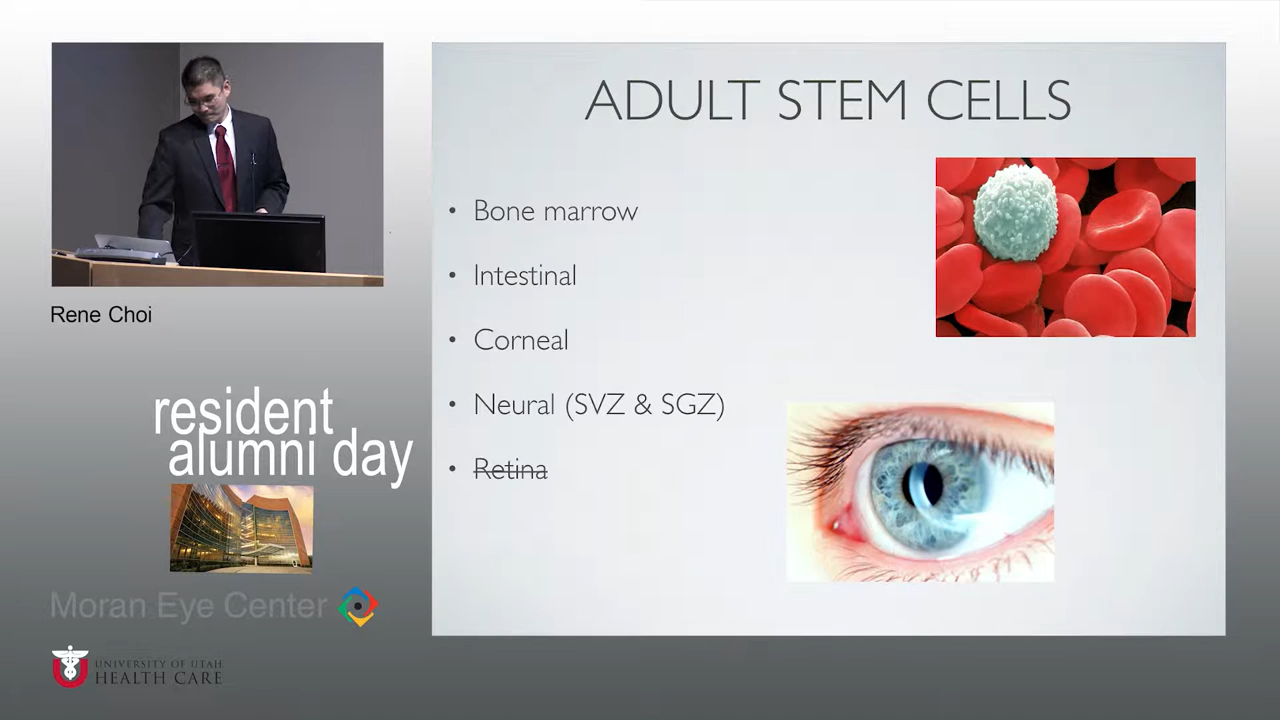 Rene Choi
resident
alumni day
Moran Eye Center
UNIVERSITY OF UTAH
HEALTH CARE
ADULT STEM CELLS
• Bone marrow
• Intestinal
• Corneal
• Neural (SVZ & SGZ)
• Retina